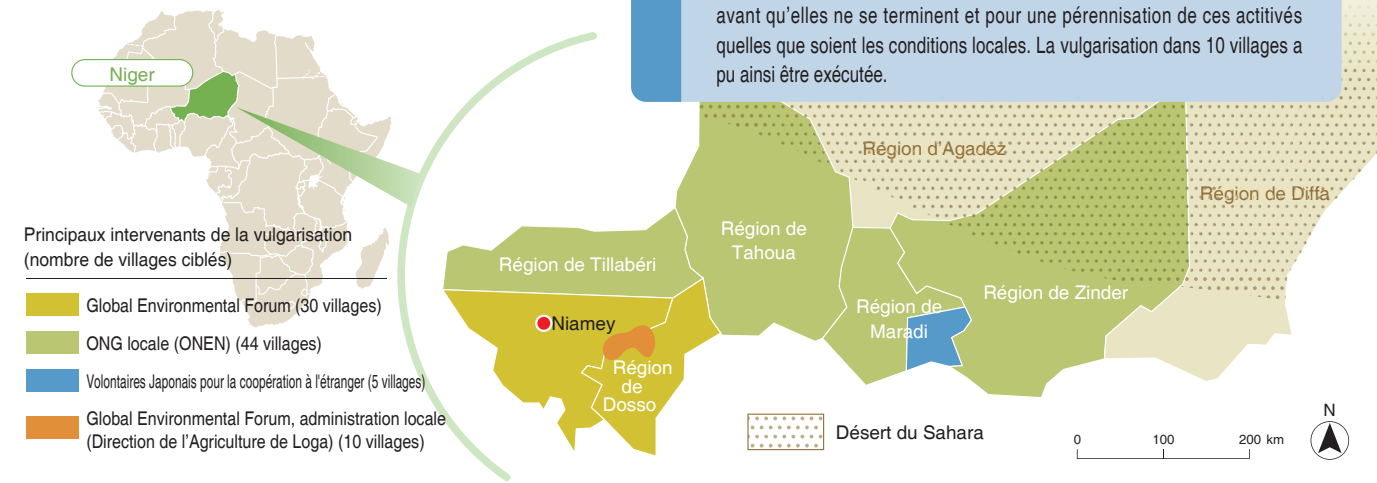 avant qu'elles ne se terminent et pour une pérennisation de ces actitivés
quelles que soient les conditions locales. La vulgarisation dans 10 villages a
pu ainsi être exécutée.
Niger
Principaux intervenants de la vulgarisation
(nombre de villages ciblés)
Global Environmental Forum (30 villages)
ONG locale (ONEN) (44 villages)
Volontaires Japonais pour la coopération à l'étranger (5 villages)
Global Environmental Forum, administration locale
(Direction de l'Agriculture de Loga) (10 villages)
Région d'Agadez
Région de Diffa
Région de
Tahoua
Région de Tillabéri
Région de Zinder
Région de
Maradi
Niamey
Région
de
Dosso
Désert du Sahara
0 100 200 km
N